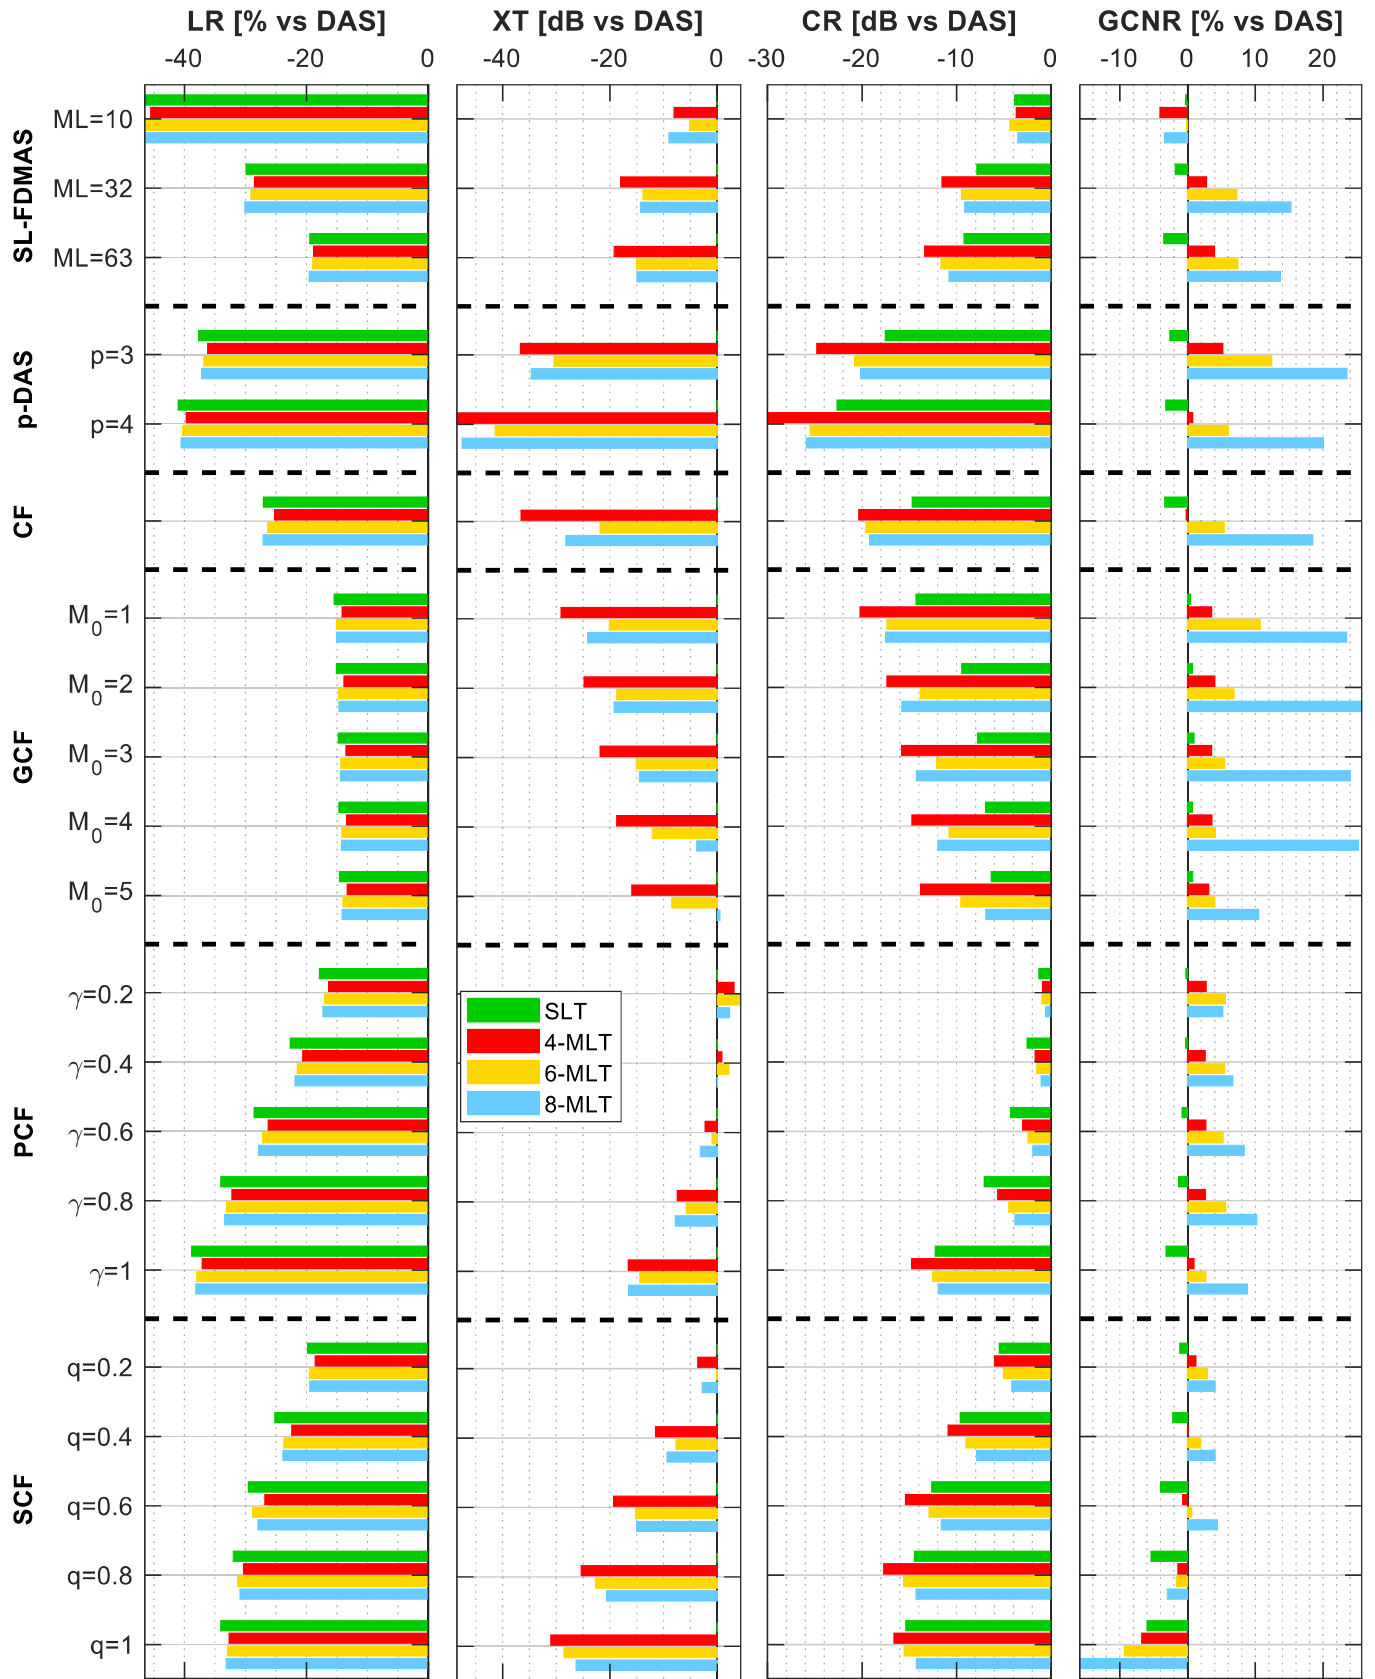 LR [% vs DAS] XT [dB vs DAS] CR [dB vs DAS] GCNR [% vs DAS]
-40 -20 0 -40 -20 0 -30 -20 -10 0 -10 0 10 20
SL-FDMAS
ML=10
ML=32
ML=63
p-DAS
p=3
p=4
CF
GCF
M0=1
M0=2
M0=3
M0=4
M0=5
PCF
γ=0.2
γ=0.4
γ=0.6
γ=0.8
γ=1
SLT
4-MLT
6-MLT
8-MLT
SCF
q=0.2
q=0.4
q=0.6
q=0.8
q=1